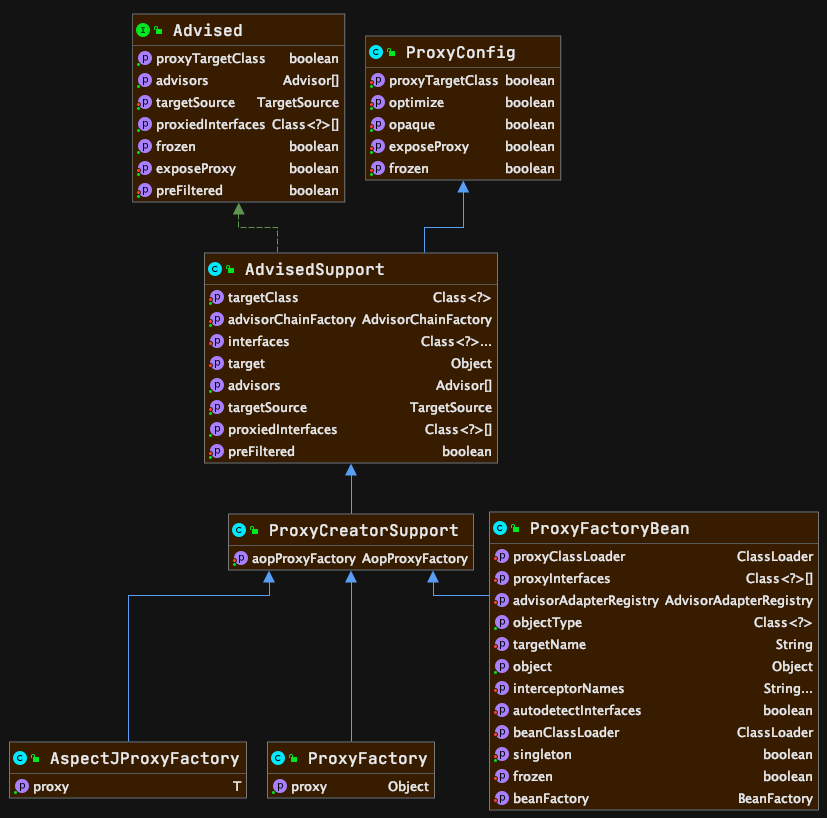 Advised
proxyTargetClass boolean
advisors Advisor[]
targetSource TargetSource
proxiedInterfaces Class<?>[]
frozen boolean
exposeProxy boolean
preFiltered boolean
ProxyConfig
proxyTargetClass boolean
optimize boolean
opaque boolean
exposeProxy boolean
frozen boolean
AdvisedSupport
targetClass Class<?>
advisorChainFactory AdvisorChainFactory
interfaces Class<?>...
target Object
advisors Advisor[]
targetSource TargetSource
proxiedInterfaces Class<?>[]
preFiltered boolean
ProxyCreatorSupport
aopProxyFactory AopProxyFactory
ProxyFactoryBean
proxyClassLoader ClassLoader
proxyInterfaces Class<?>[]
advisorAdapterRegistry AdvisorAdapterRegistry
objectType Class<?>
targetName String
object Object
interceptorNames String...
autodetectInterfaces boolean
beanClassLoader ClassLoader
singleton boolean
frozen boolean
beanFactory BeanFactory
AspectJProxyFactory
proxy T
ProxyFactory
proxy Object